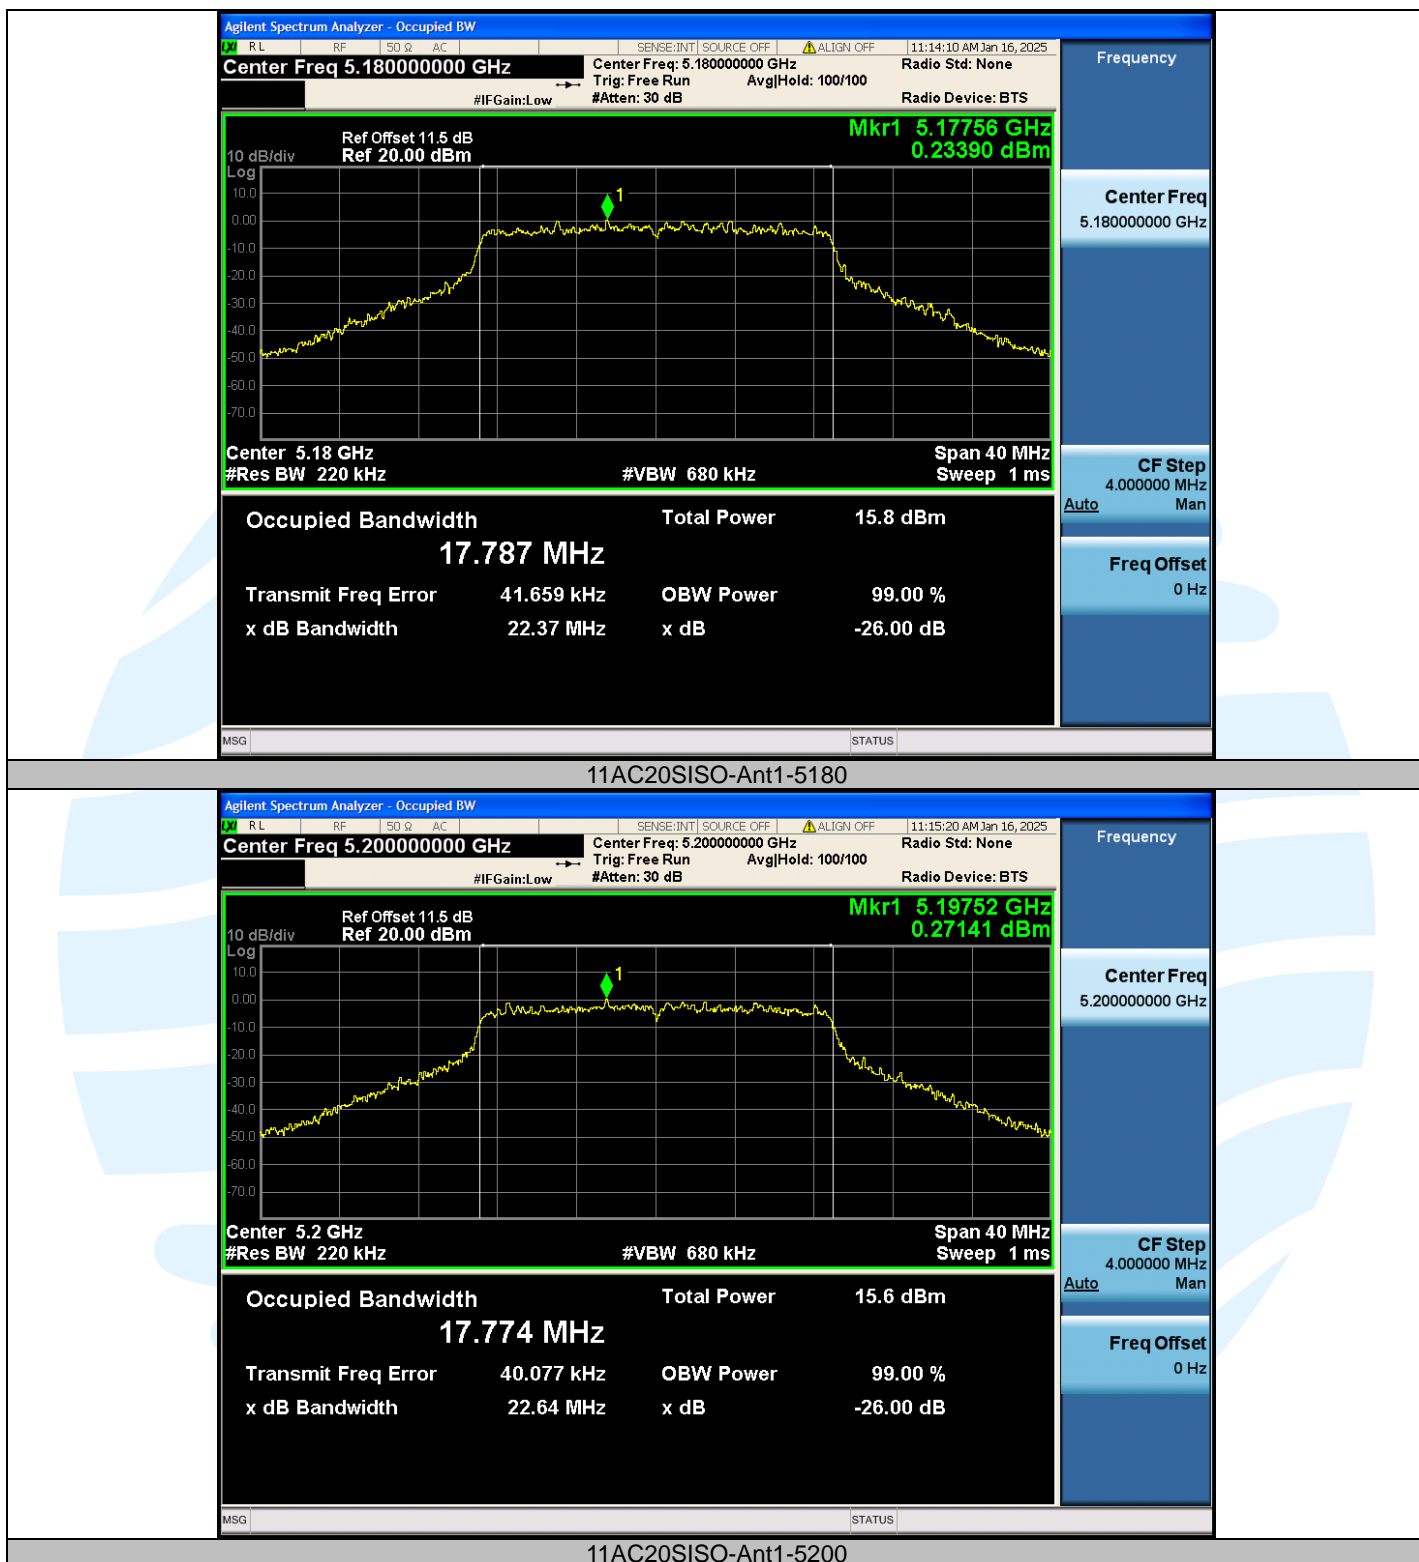 Agilent Spectrum Analyzer - Occupied BW
LXI RL RF 50 Ω AC SENSE:INT SOURCE OFF ALIGN OFF 11:14:10 AM Jan 16, 2025
Center Freq 5.180000000 GHz
Center Freq: 5.180000000 GHz Radio Std: None
Trig: Free Run Avg|Hold: 100/100
#IFGain:Low #Atten: 30 dB Radio Device: BTS
Frequency
Mkr1 5.17756 GHz
0.23390 dBm
Ref Offset 11.5 dB
10 dB/div Ref 20.00 dBm
Log
10.0
0.00
-10.0
-20.0
-30.0
-40.0
-50.0
-60.0
-70.0
1
Center 5.18 GHz Span 40 MHz
#Res BW 220 kHz #VBW 680 kHz Sweep 1 ms
Center Freq
5.180000000 GHz
CF Step
4.000000 MHz
Auto Man
Freq Offset
0 Hz
Occupied Bandwidth Total Power 15.8 dBm
17.787 MHz
Transmit Freq Error 41.659 kHz OBW Power 99.00 %
x dB Bandwidth 22.37 MHz x dB -26.00 dB
MSG STATUS
11AC20SISO-Ant1-5180
Agilent Spectrum Analyzer - Occupied BW
LXI RL RF 50 Ω AC SENSE:INT SOURCE OFF ALIGN OFF 11:15:20 AM Jan 16, 2025
Center Freq 5.200000000 GHz
Center Freq: 5.200000000 GHz Radio Std: None
Trig: Free Run Avg|Hold: 100/100
#IFGain:Low #Atten: 30 dB Radio Device: BTS
Frequency
Mkr1 5.19752 GHz
0.27141 dBm
Ref Offset 11.5 dB
10 dB/div Ref 20.00 dBm
Log
10.0
0.00
-10.0
-20.0
-30.0
-40.0
-50.0
-60.0
-70.0
1
Center 5.2 GHz Span 40 MHz
#Res BW 220 kHz #VBW 680 kHz Sweep 1 ms
Center Freq
5.200000000 GHz
CF Step
4.000000 MHz
Auto Man
Freq Offset
0 Hz
Occupied Bandwidth Total Power 15.6 dBm
17.774 MHz
Transmit Freq Error 40.077 kHz OBW Power 99.00 %
x dB Bandwidth 22.64 MHz x dB -26.00 dB
MSG STATUS
11AC20SISO-Ant1-5200